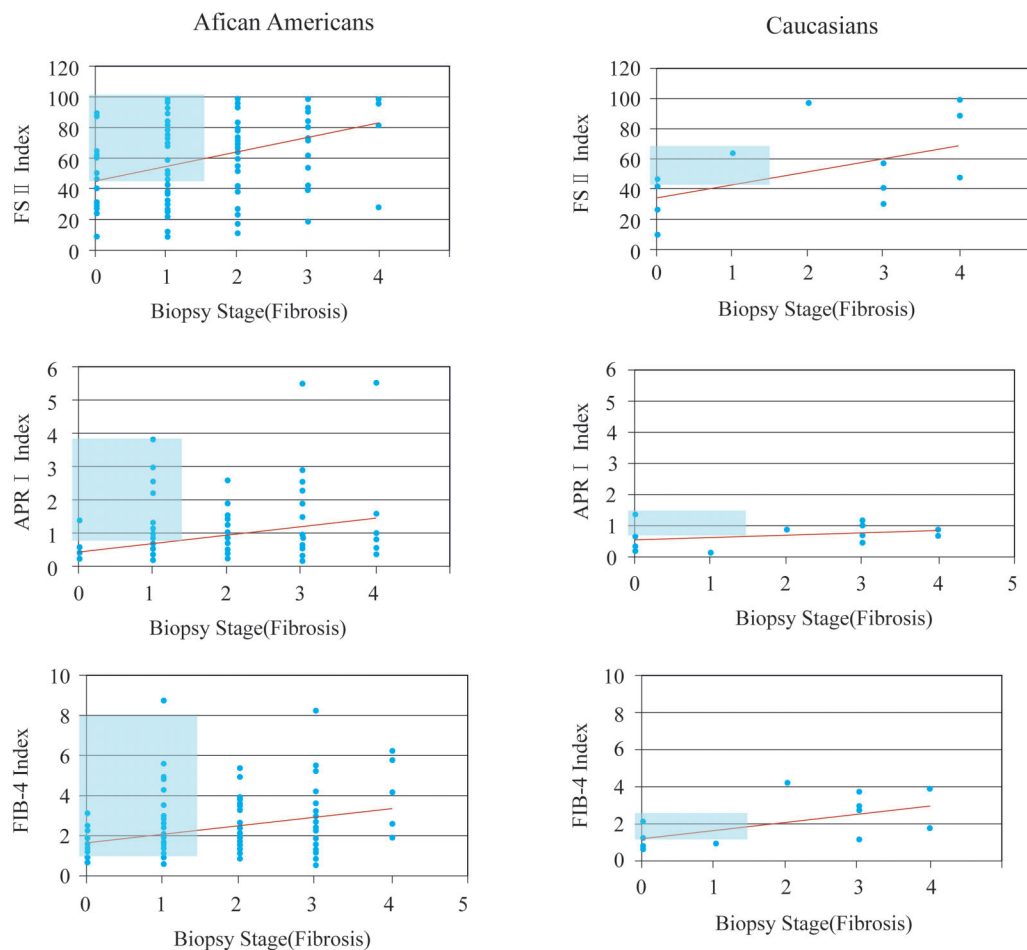 Afican Americans
Caucasians
FS Ⅱ Index
120
100
80
60
40
20
0
0 1 2 3 4
Biopsy Stage(Fibrosis)
FS Ⅱ Index
120
100
80
60
40
20
0
0 1 2 3 4
Biopsy Stage(Fibrosis)
APR Ⅰ Index
6
5
4
3
2
1
0
0 1 2 3 4
Biopsy Stage(Fibrosis)
APR Ⅰ Index
6
5
4
3
2
1
0
0 1 2 3 4 5
Biopsy Stage(Fibrosis)
FIB-4 Index
10
8
6
4
2
0
0 1 2 3 4 5
Biopsy Stage(Fibrosis)
FIB-4 Index
10
8
6
4
2
0
0 1 2 3 4
Biopsy Stage(Fibrosis)